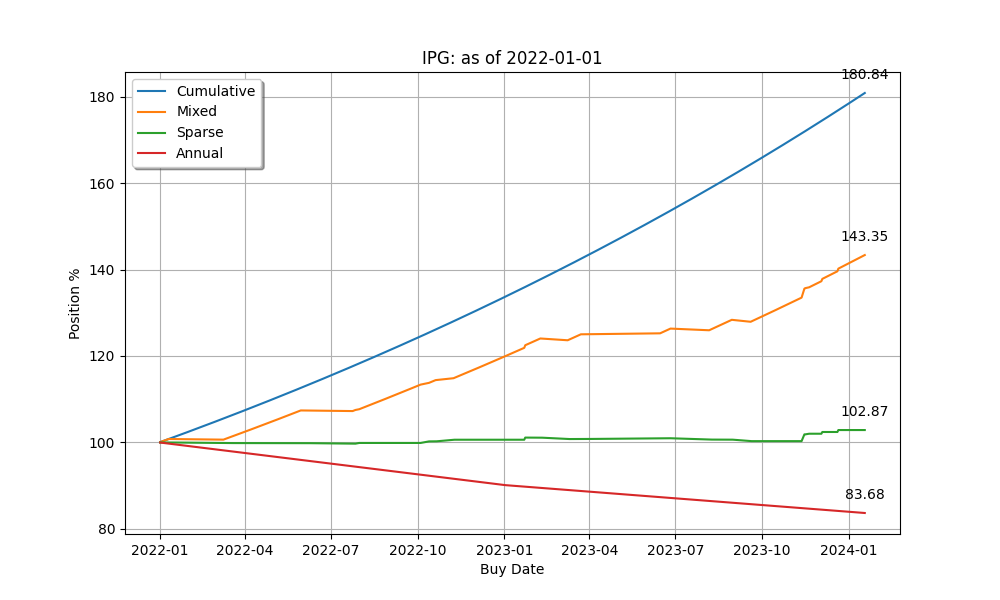 IPG: as of 2022-01-01
180.84
Cumulative
Mixed
Sparse
Annual
143.35
102.87
83.68
180
160
140
120
100
80
Position %
2022-01 2022-04 2022-07 2022-10 2023-01 2023-04 2023-07 2023-10 2024-01
Buy Date